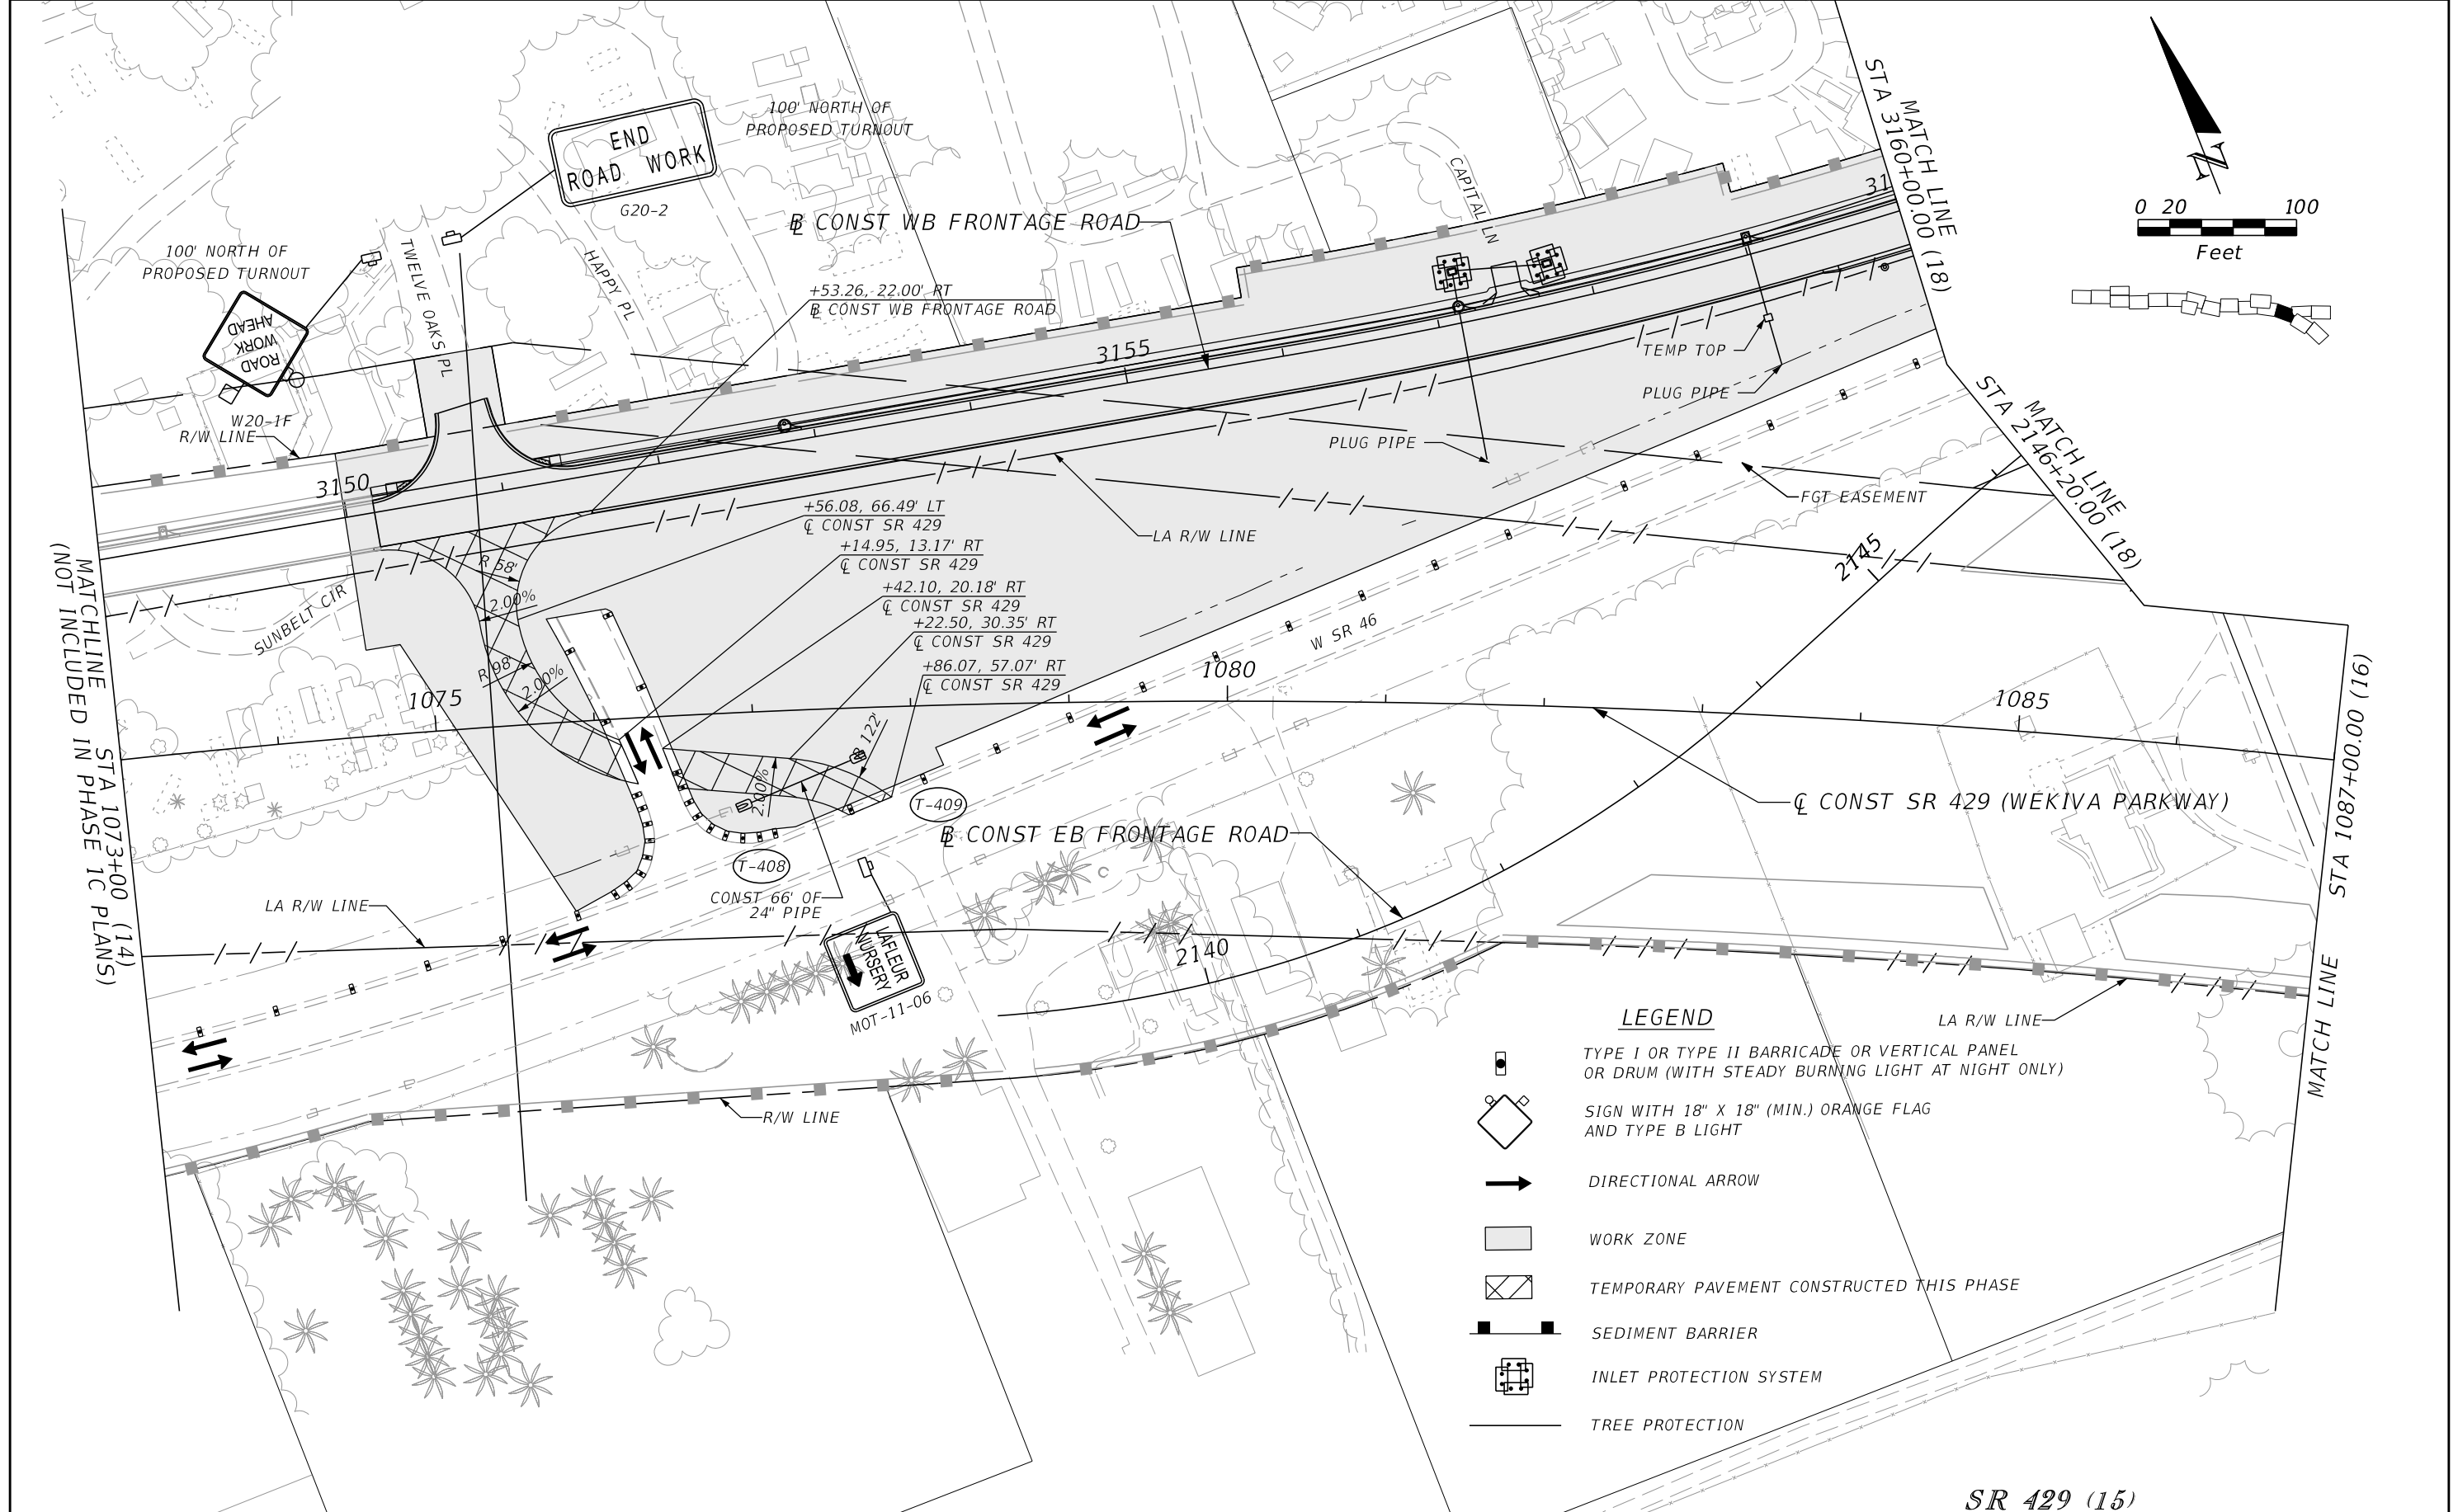 100' NORTH OF
PROPOSED TURNOUT
END
ROAD WORK
G20-2
100' NORTH OF
PROPOSED TURNOUT
ROAD
WORK
AHEAD
W20-1F
R/W LINE
TWELVE OAKS PL
HAPPY PL
CAPITAL LN
℄ CONST WB FRONTAGE ROAD
+53.26, 22.00' RT
℄ CONST WB FRONTAGE ROAD
3150
3155
31
MATCH LINE
STA 3160+00.00 (18)
N
0 20 100
Feet
TEMP TOP
PLUG PIPE
PLUG PIPE
FGT EASEMENT
LA R/W LINE
STA 2146+20.00 (18)
MATCH LINE
2145
+56.08, 66.49' LT
℄ CONST SR 429
+14.95, 13.17' RT
℄ CONST SR 429
+42.10, 20.18' RT
℄ CONST SR 429
+22.50, 30.35' RT
℄ CONST SR 429
+86.07, 57.07' RT
℄ CONST SR 429
R 58'
2.00%
R 98'
2.00%
2.00%
R 122'
SUNBELT CIR
W SR 46
1075
1080
1085
MATCHLINE STA 1073+00 (14)
(NOT INCLUDED IN PHASE 1C PLANS)
T-409
T-408
℄ CONST SR 429 (WEKIVA PARKWAY)
℄ CONST EB FRONTAGE ROAD
CONST 66' OF
24" PIPE
LA R/W LINE
LAFLEUR
NURSERY
MOT-11-06
2140
R/W LINE
LA R/W LINE
MATCH LINE STA 1087+00.00 (16)
LEGEND
TYPE I OR TYPE II BARRICADE OR VERTICAL PANEL
OR DRUM (WITH STEADY BURNING LIGHT AT NIGHT ONLY)
SIGN WITH 18" X 18" (MIN.) ORANGE FLAG
AND TYPE B LIGHT
DIRECTIONAL ARROW
WORK ZONE
TEMPORARY PAVEMENT CONSTRUCTED THIS PHASE
SEDIMENT BARRIER
INLET PROTECTION SYSTEM
TREE PROTECTION
SR 429 (15)